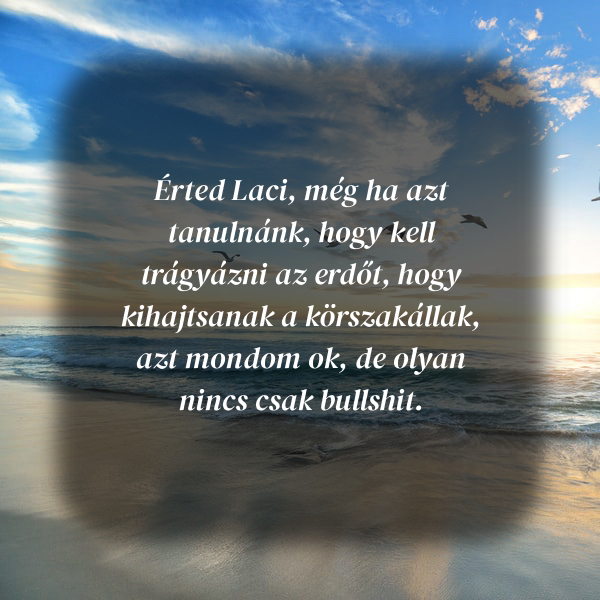 Érted Laci, még ha azt
tanulnánk, hogy kell
trágyázni az erdőt, hogy
kihajtsanak a körszakállak,
azt mondom ok, de olyan
nincs csak bullshit.